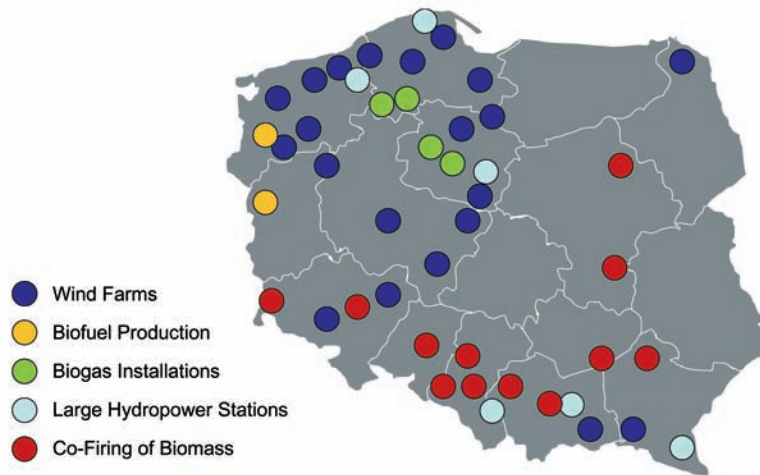 Wind Farms
Biofuel Production
Biogas Installations
Large Hydropower Stations
Co-Firing of Biomass